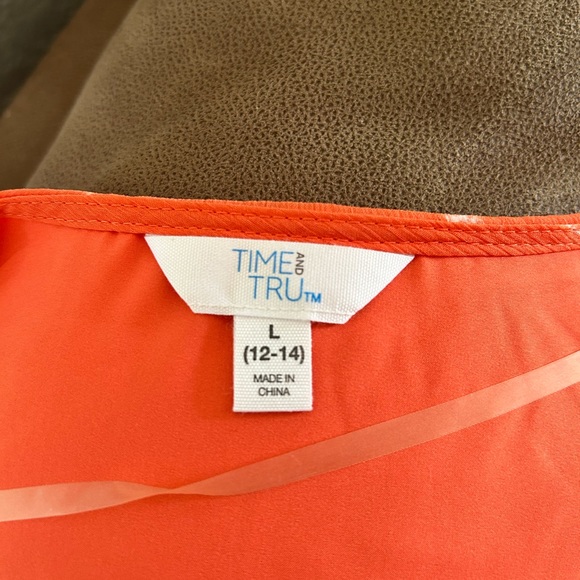 TIME AND
TRU™
L
(12-14)
MADE IN
CHINA